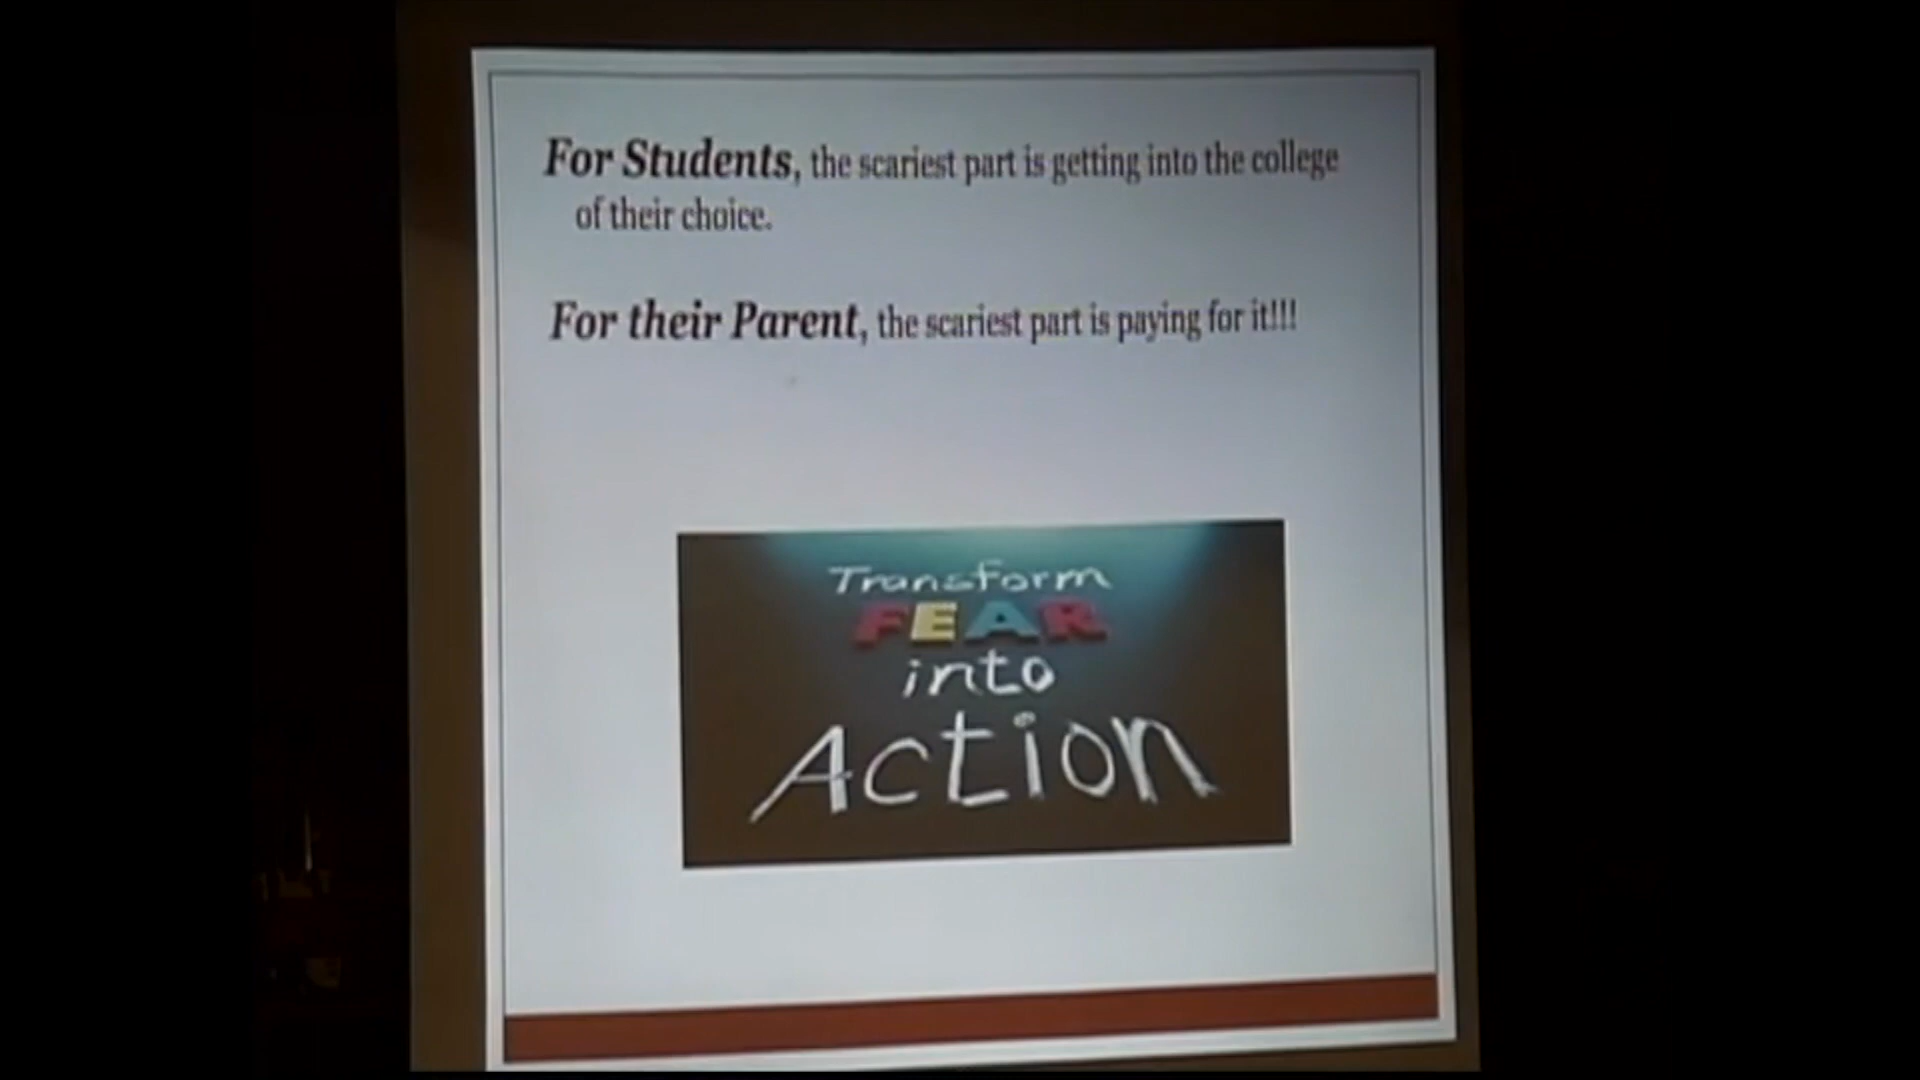 For Students, the scariest part is getting into the college
of their choice.
For their Parent, the scariest part is paying for it!!!
Transform
FEAR
into
Action